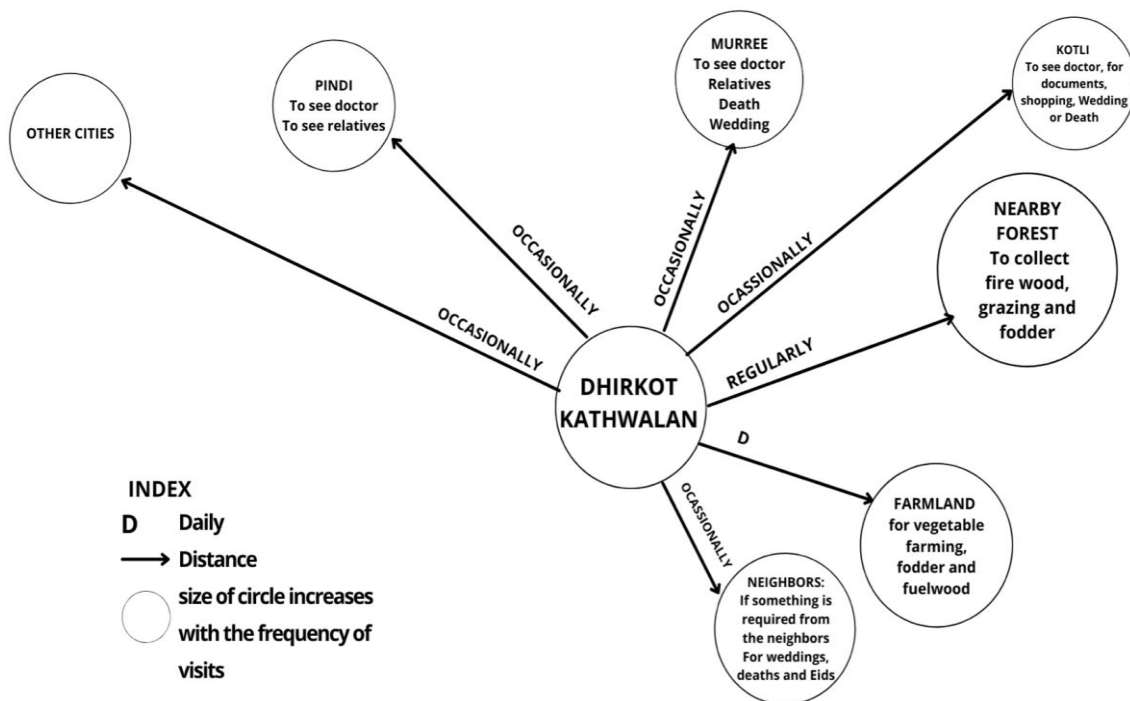 OTHER CITIES
PINDI
To see doctor
To see relatives
MURREE
To see doctor
Relatives
Death
Wedding
KOTLI
To see doctor, for
documents,
shopping, Wedding
or Death
NEARBY
FOREST
To collect
fire wood,
grazing and
fodder
OCCASIONALLY
OCCASIONALLY
OCCASIONALLY
OCASSIONALLY
REGULARLY
D
OCASSIONALLY
DHIRKOT
KATHWALAN
FARMLAND
for vegetable
farming,
fodder and
fuelwood
NEIGHBORS:
If something is
required from
the neighbors
For weddings,
deaths and Eids
INDEX
D Daily
Distance
size of circle increases
with the frequency of
visits